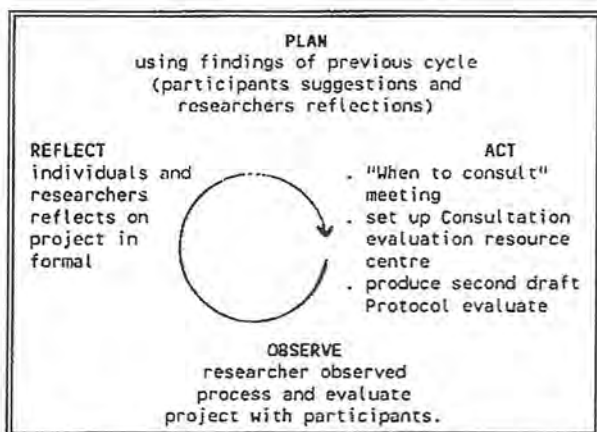 PLAN
using findings of previous cycle
(participants suggestions and
researchers reflections)
REFLECT
individuals and
researchers
reflects on
project in
formal
ACT
. "When to consult"
meeting
. set up Consultation
evaluation resource
centre
. produce second draft
Protocol evaluate
OBSERVE
researcher observed
process and evaluate
project with participants.